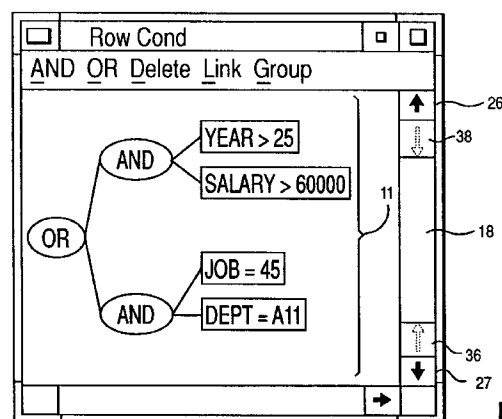 Row Cond
AND OR Delete Link Group
26
YEAR > 25
38
AND
SALARY > 60000
11
18
OR
JOB = 45
AND
DEPT = A11
36
27